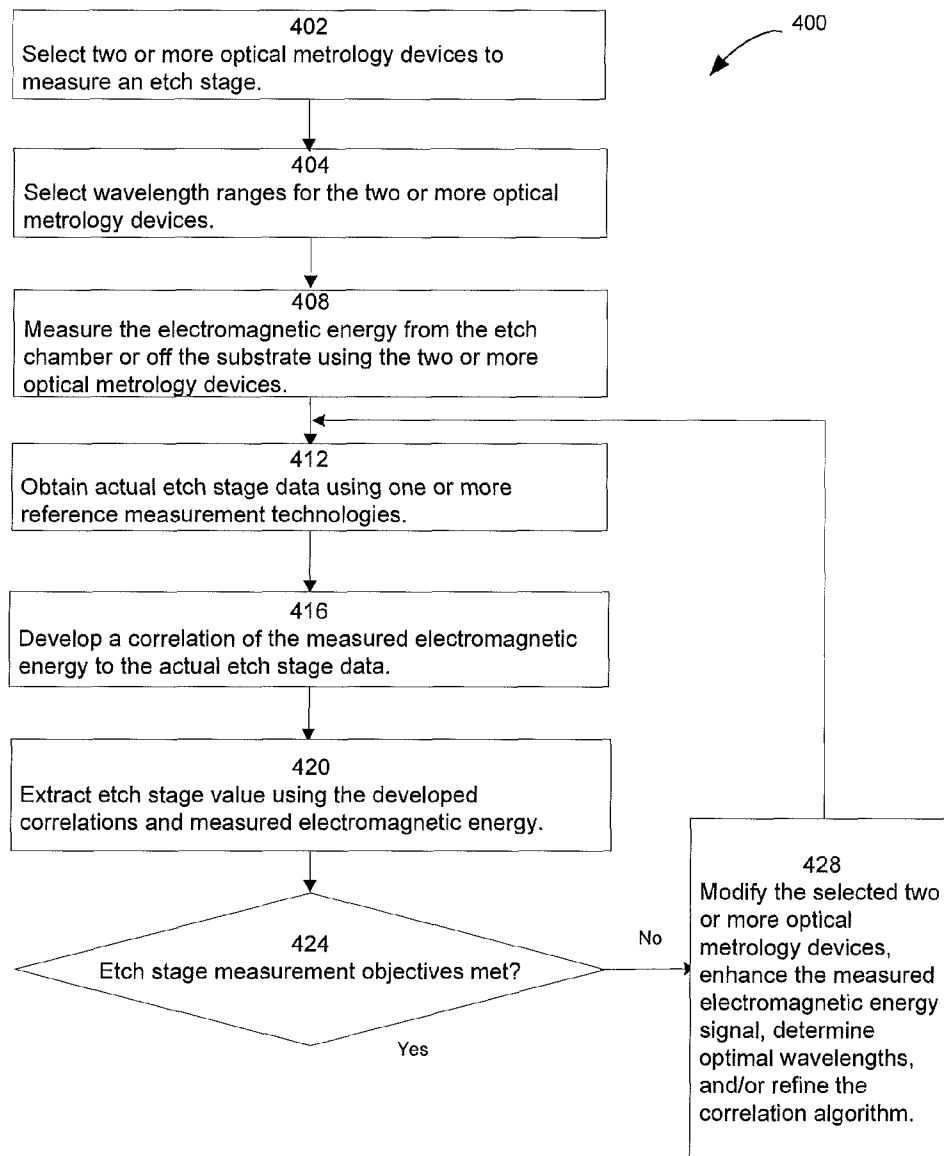 400
402
Select two or more optical metrology devices to
measure an etch stage.
404
Select wavelength ranges for the two or more optical
metrology devices.
408
Measure the electromagnetic energy from the etch
chamber or off the substrate using the two or more
optical metrology devices.
412
Obtain actual etch stage data using one or more
reference measurement technologies.
416
Develop a correlation of the measured electromagnetic
energy to the actual etch stage data.
420
Extract etch stage value using the developed
correlations and measured electromagnetic energy.
424
Etch stage measurement objectives met?
No
Yes
428
Modify the selected two
or more optical
metrology devices,
enhance the measured
electromagnetic energy
signal, determine
optimal wavelengths,
and/or refine the
correlation algorithm.